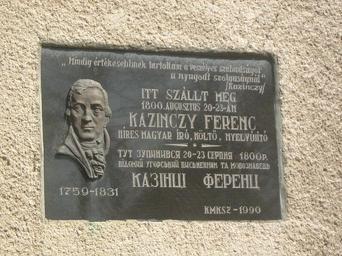 „Mindig értékesebbnek tartottam a veszélyes szabadságot
a nyugodt szolgaságnál"
/Kazinczy/
ITT SZÁLLT MEG
1800. AUGUSZTUS 20-23-ÁN
KAZINCZY FERENC
HÍRES MAGYAR ÍRÓ, KÖLTŐ, NYELVÚJÍTÓ
ТУТ ЗУПИНИВСЯ 20-23 СЕРПНЯ 1800 Р.
ВІДОМИЙ УГОРСЬКИЙ ПИСЬМЕННИК ТА МОВОЗНАВЕЦЬ
КАЗІНЦІ ФЕРЕНЦ
1759-1831
KMKSZ-1990